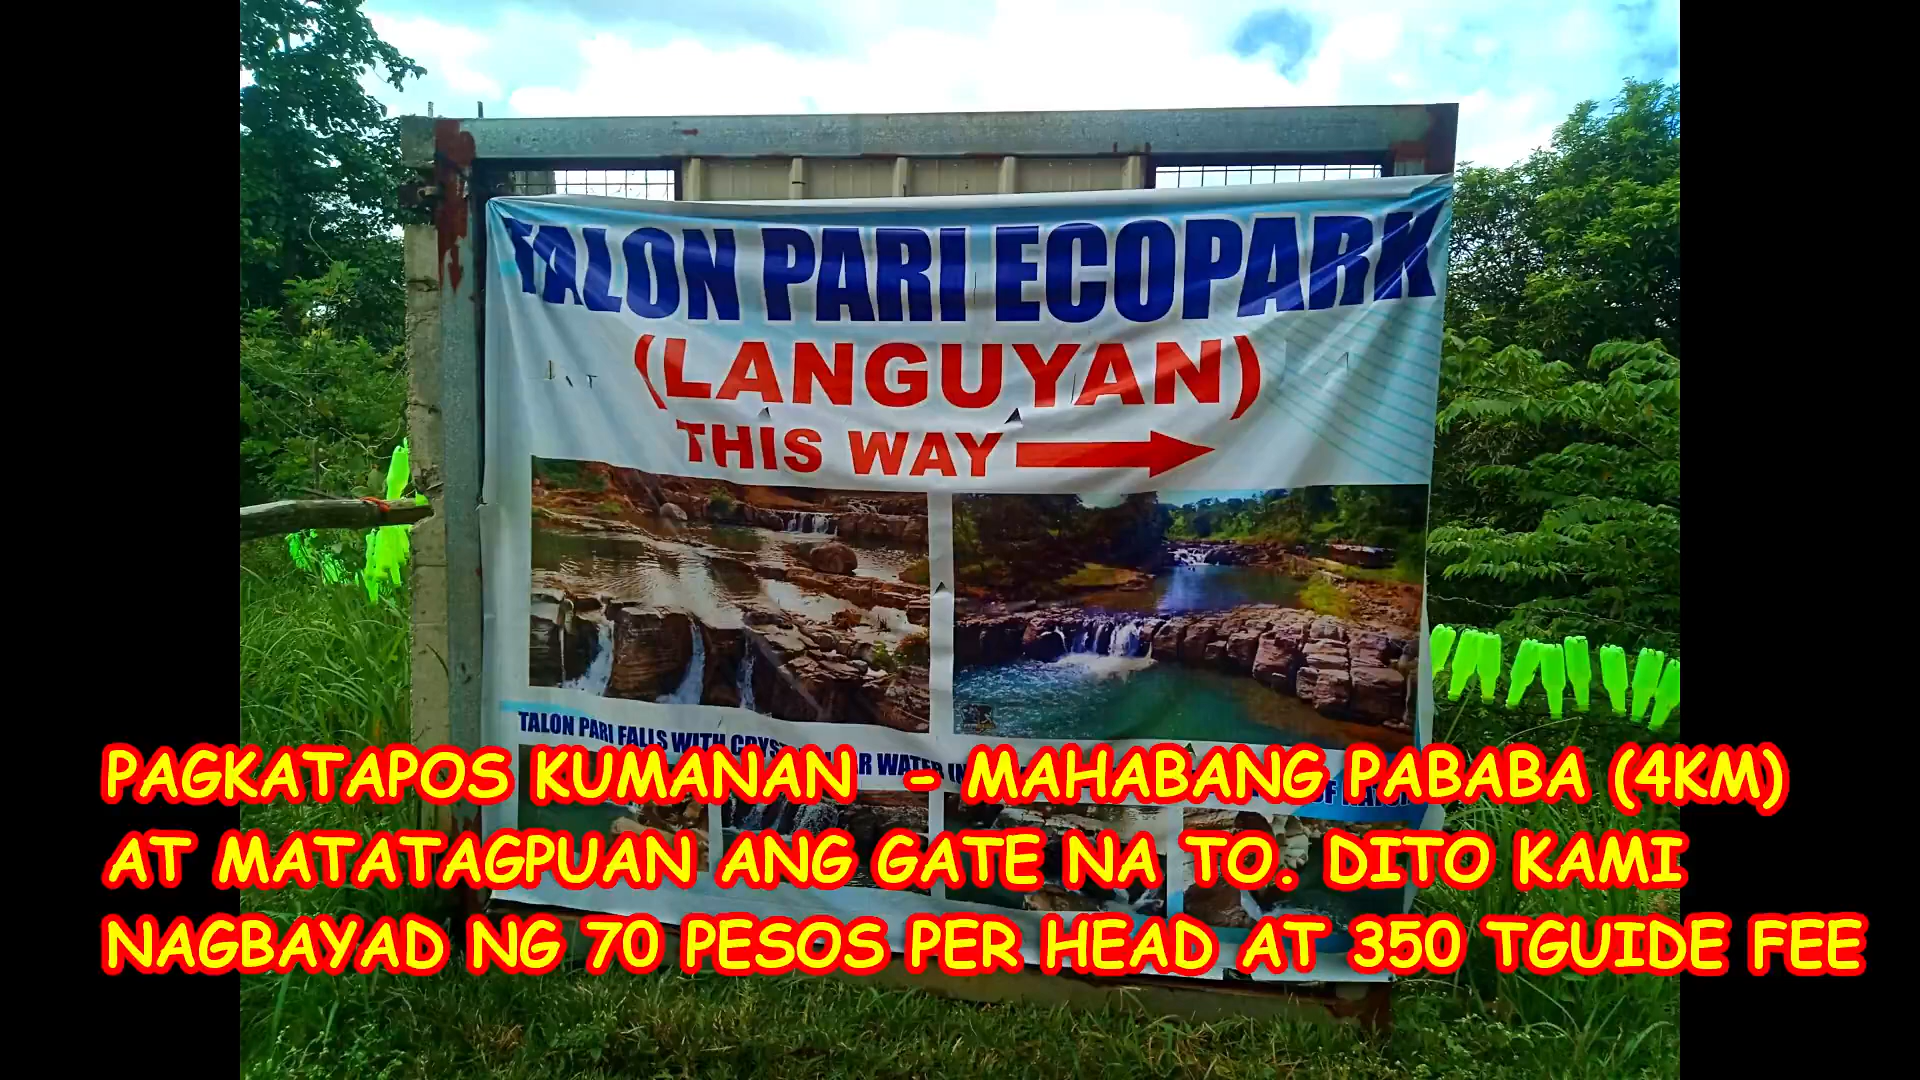 TALON PARI ECOPARK
(LANGUYAN)
THIS WAY
TALON PARI FALLS WITH
PAGKATAPOS KUMANAN - MAHABANG PABABA (4KM)
AT MATATAGPUAN ANG GATE NA TO. DITO KAMI
NAGBAYAD NG 70 PESOS PER HEAD AT 350 TGUIDE FEE